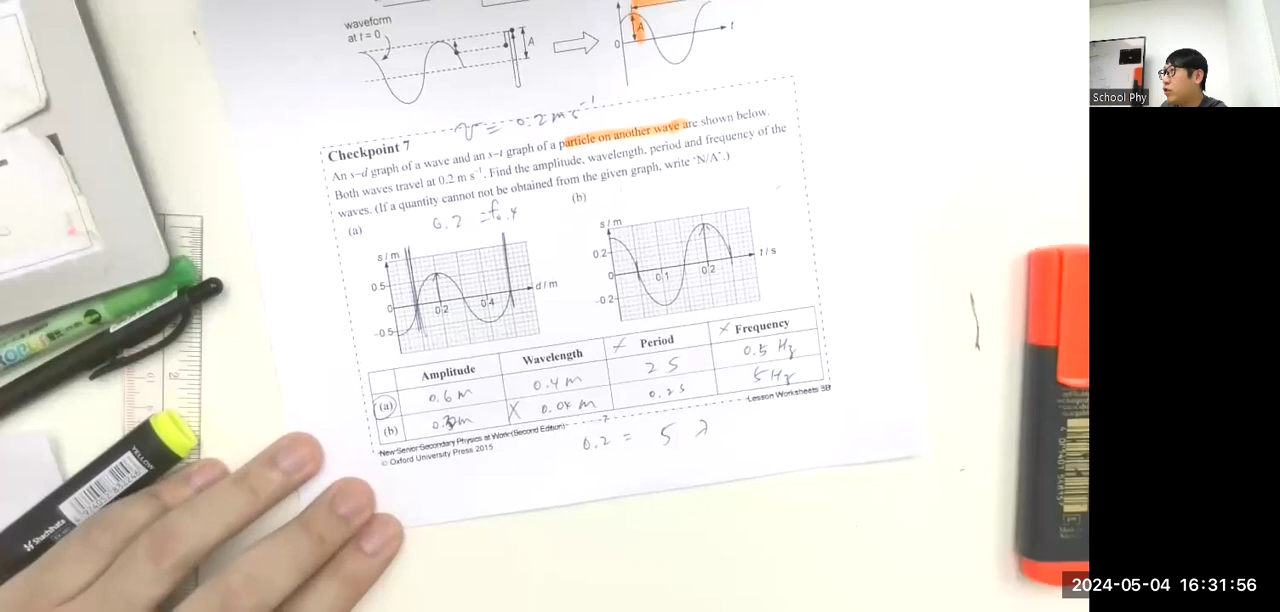 waveform
at t = 0
A
A
0
t
v = 0.2 m s⁻¹
Checkpoint 7
An s–d graph of a wave and an s–t graph of a particle on another wave are shown below.
Both waves travel at 0.2 m s⁻¹. Find the amplitude, wavelength, period and frequency of the
waves. (If a quantity cannot not be obtained from the given graph, write ‘N/A’.)
0.2 = f 0.4
(a)
(b)
s / m
0.5
0
−0.5
0.2
0.4
d / m
s / m
0.2
0
−0.2
0.1
0.2
t / s
Amplitude Wavelength Period Frequency
(a) 0.6 m 0.4 m 2 s 0.5 Hz
(b) 0.04 m 0.2 s 5 Hz
New Senior Secondary Physics at Work (Second Edition)
Lesson Worksheets 3B
© Oxford University Press 2015
0.2 = 5 λ
YELLOW
Shachihata
School Phy
2024-05-04 16:31:56